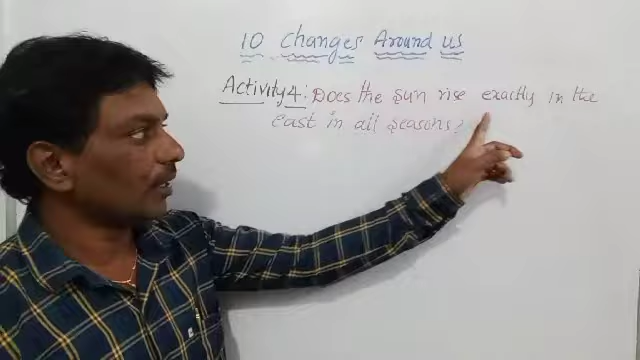 10 Changes Around us
Activity 4: Does the sun rise exactly in the
east in all seasons?